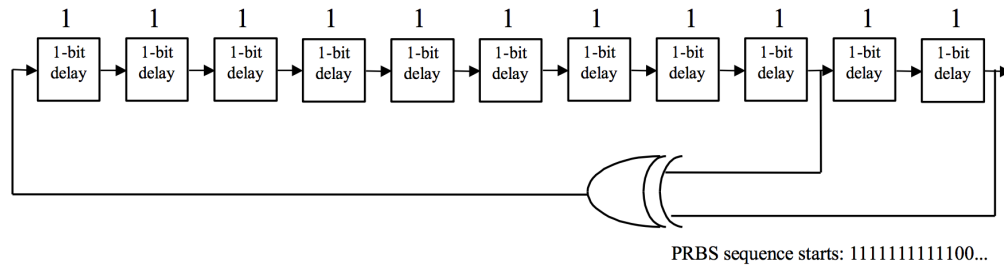 1 1 1 1 1 1 1 1 1 1 1
1-bit 1-bit 1-bit 1-bit 1-bit 1-bit 1-bit 1-bit 1-bit 1-bit 1-bit
delay delay delay delay delay delay delay delay delay delay delay
PRBS sequence starts: 1111111111100...